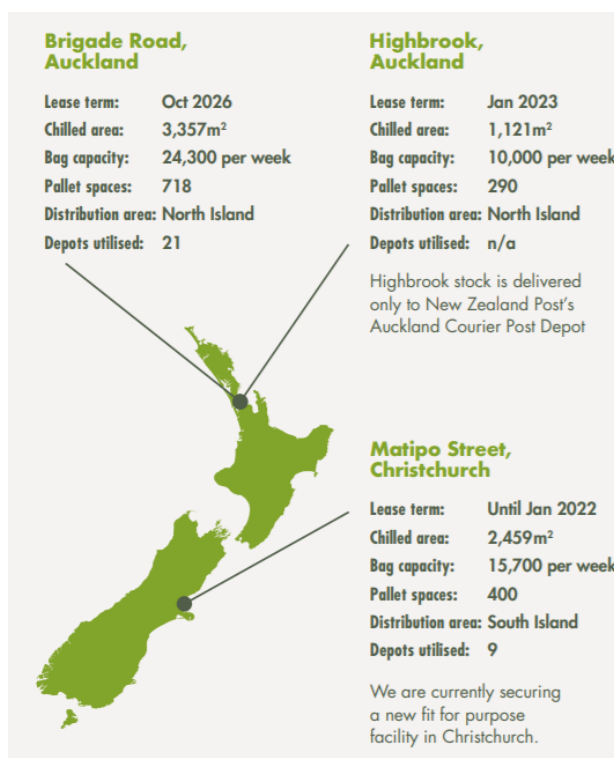 Brigade Road,
Auckland
Lease term: Oct 2026
Chilled area: 3,357m²
Bag capacity: 24,300 per week
Pallet spaces: 718
Distribution area: North Island
Depots utilised: 21
Highbrook,
Auckland
Lease term: Jan 2023
Chilled area: 1,121m²
Bag capacity: 10,000 per week
Pallet spaces: 290
Distribution area: North Island
Depots utilised: n/a
Highbrook stock is delivered
only to New Zealand Post's
Auckland Courier Post Depot
Matipo Street,
Christchurch
Lease term: Until Jan 2022
Chilled area: 2,459m²
Bag capacity: 15,700 per week
Pallet spaces: 400
Distribution area: South Island
Depots utilised: 9
We are currently securing
a new fit for purpose
facility in Christchurch.